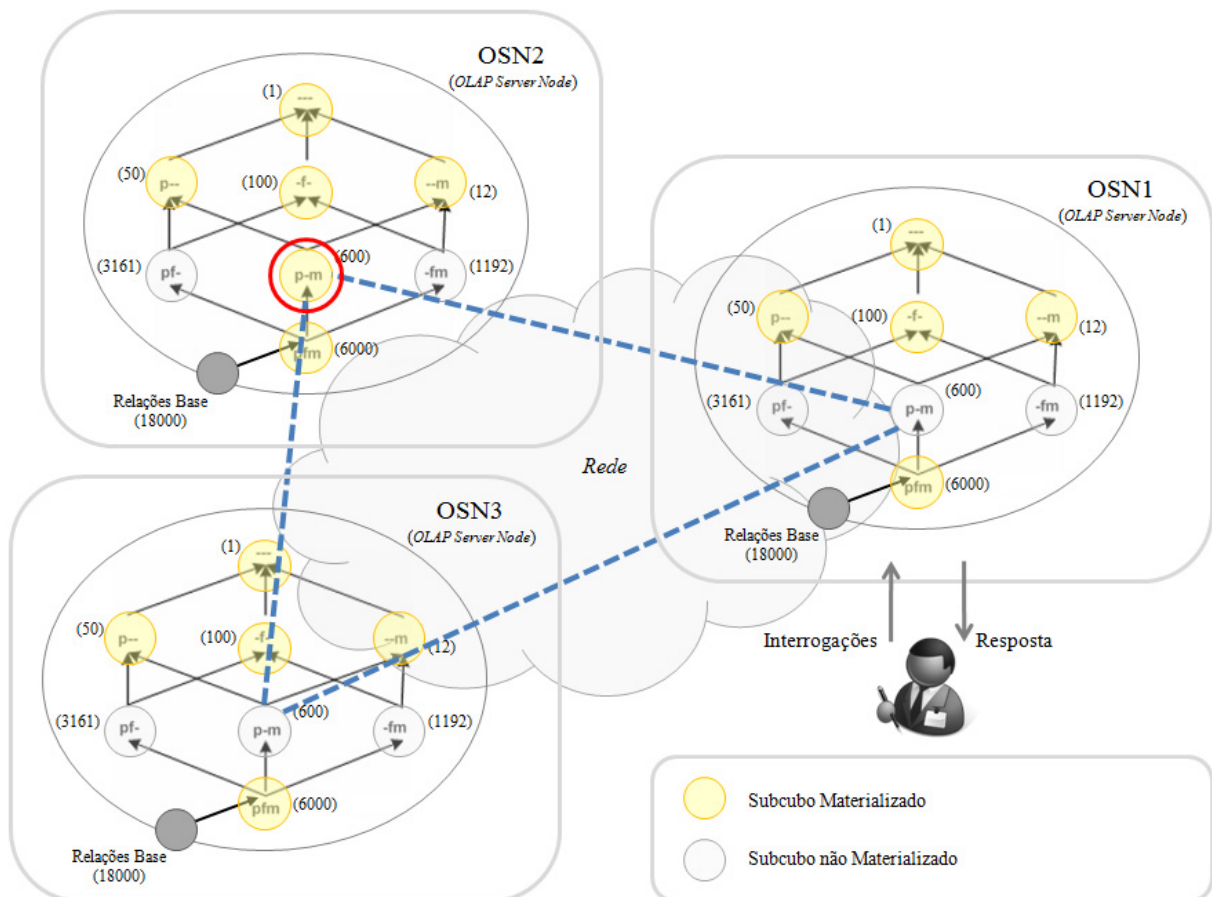 OSN2
(OLAP Server Node)
(1)
---
(50)
p--
(100)
-f-
--m
(12)
(3161)
pf-
p-m
(600)
-fm
(1192)
pfm
(6000)
Relações Base
(18000)
OSN1
(OLAP Server Node)
(1)
---
(50)
p--
(100)
-f-
--m
(12)
(3161)
pf-
p-m
(600)
-fm
(1192)
pfm
(6000)
Relações Base
(18000)
Rede
OSN3
(OLAP Server Node)
(1)
---
(50)
p--
(100)
-f-
--m
(12)
(3161)
pf-
p-m
(600)
-fm
(1192)
pfm
(6000)
Relações Base
(18000)
Interrogações
Resposta
Subcubo Materializado
Subcubo não Materializado